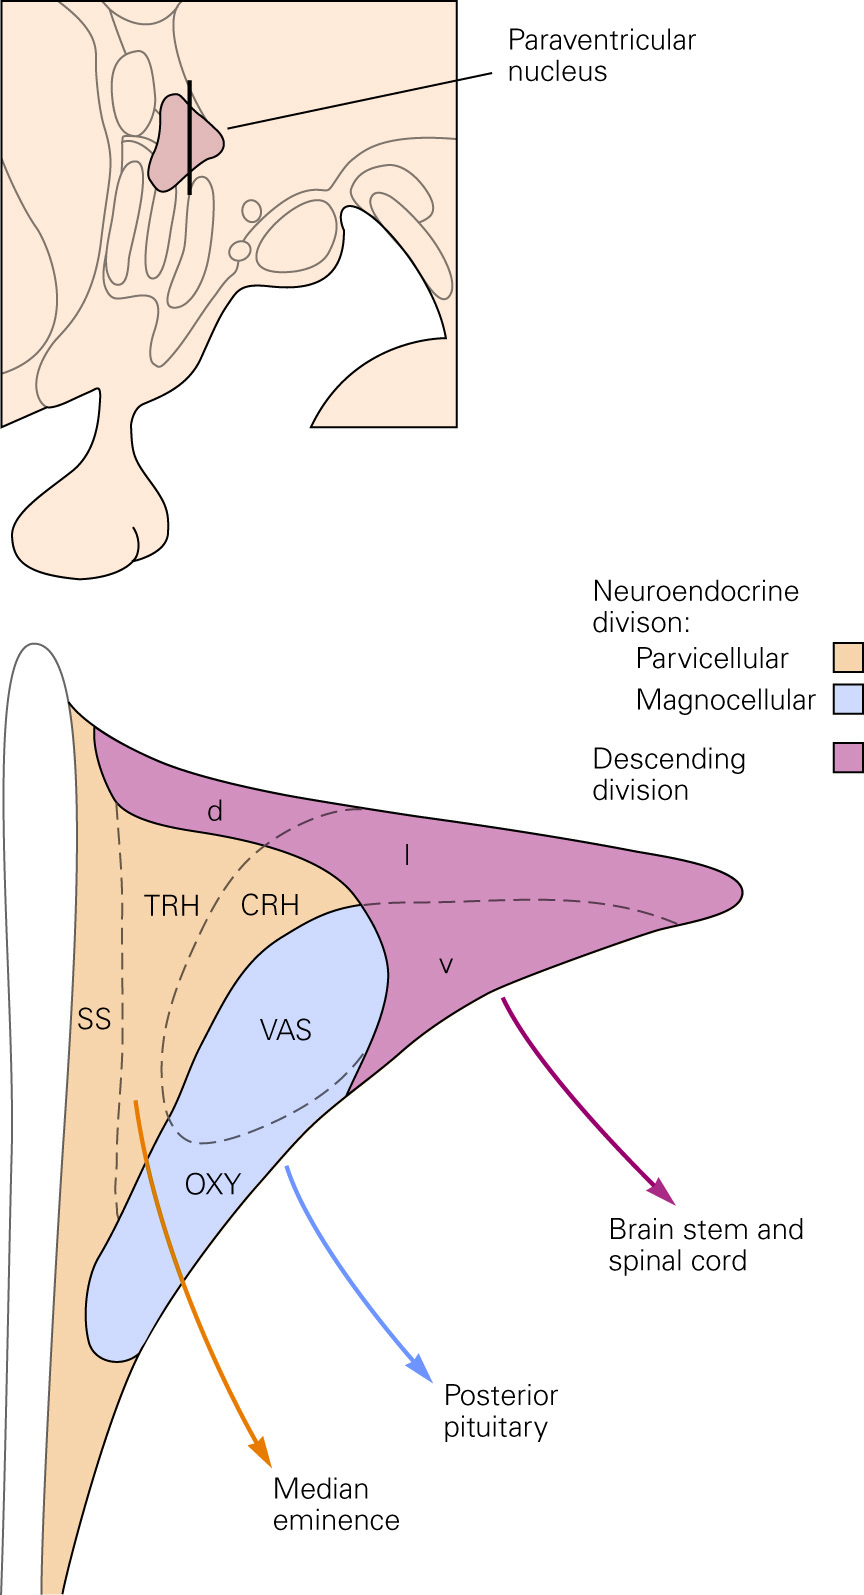 Paraventricular
nucleus
Neuroendocrine
divison:
Parvicellular
Magnocellular
Descending
division
d
l
TRH
CRH
v
SS
VAS
OXY
Brain stem and
spinal cord
Posterior
pituitary
Median
eminence